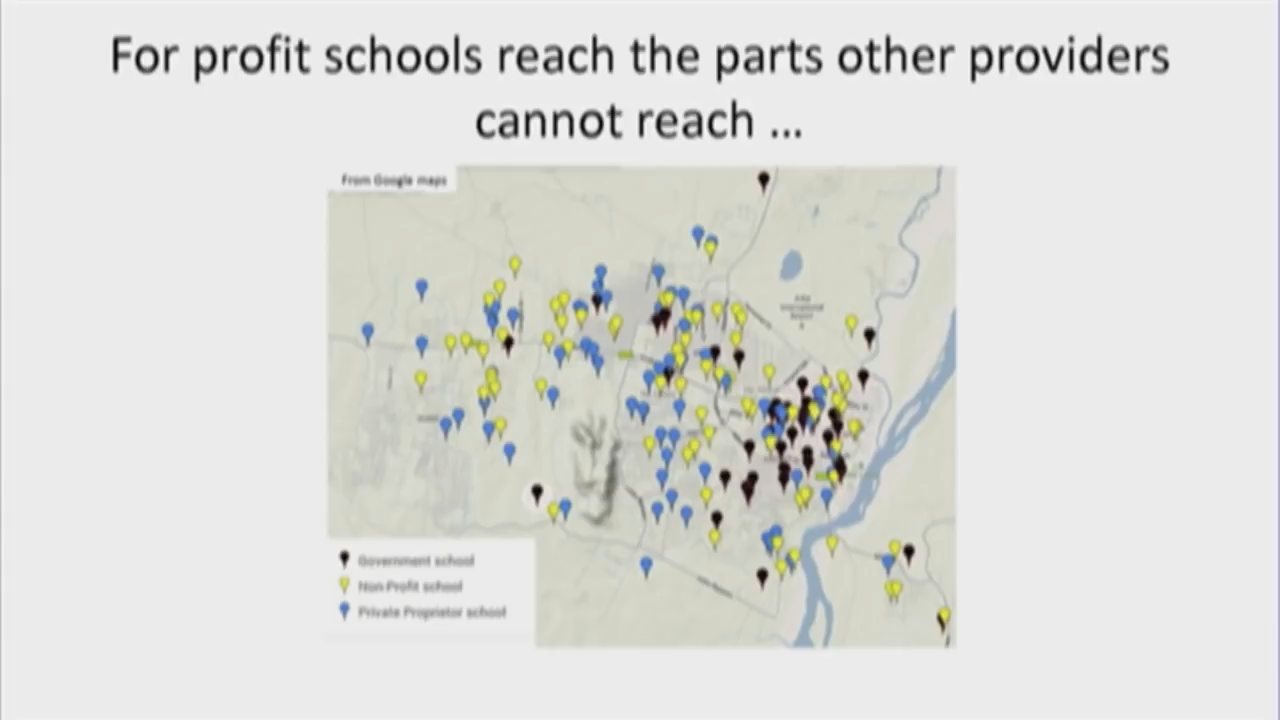 For profit schools reach the parts other providers
cannot reach ...
From Google maps
Government school
Non-Profit school
Private Proprietor school